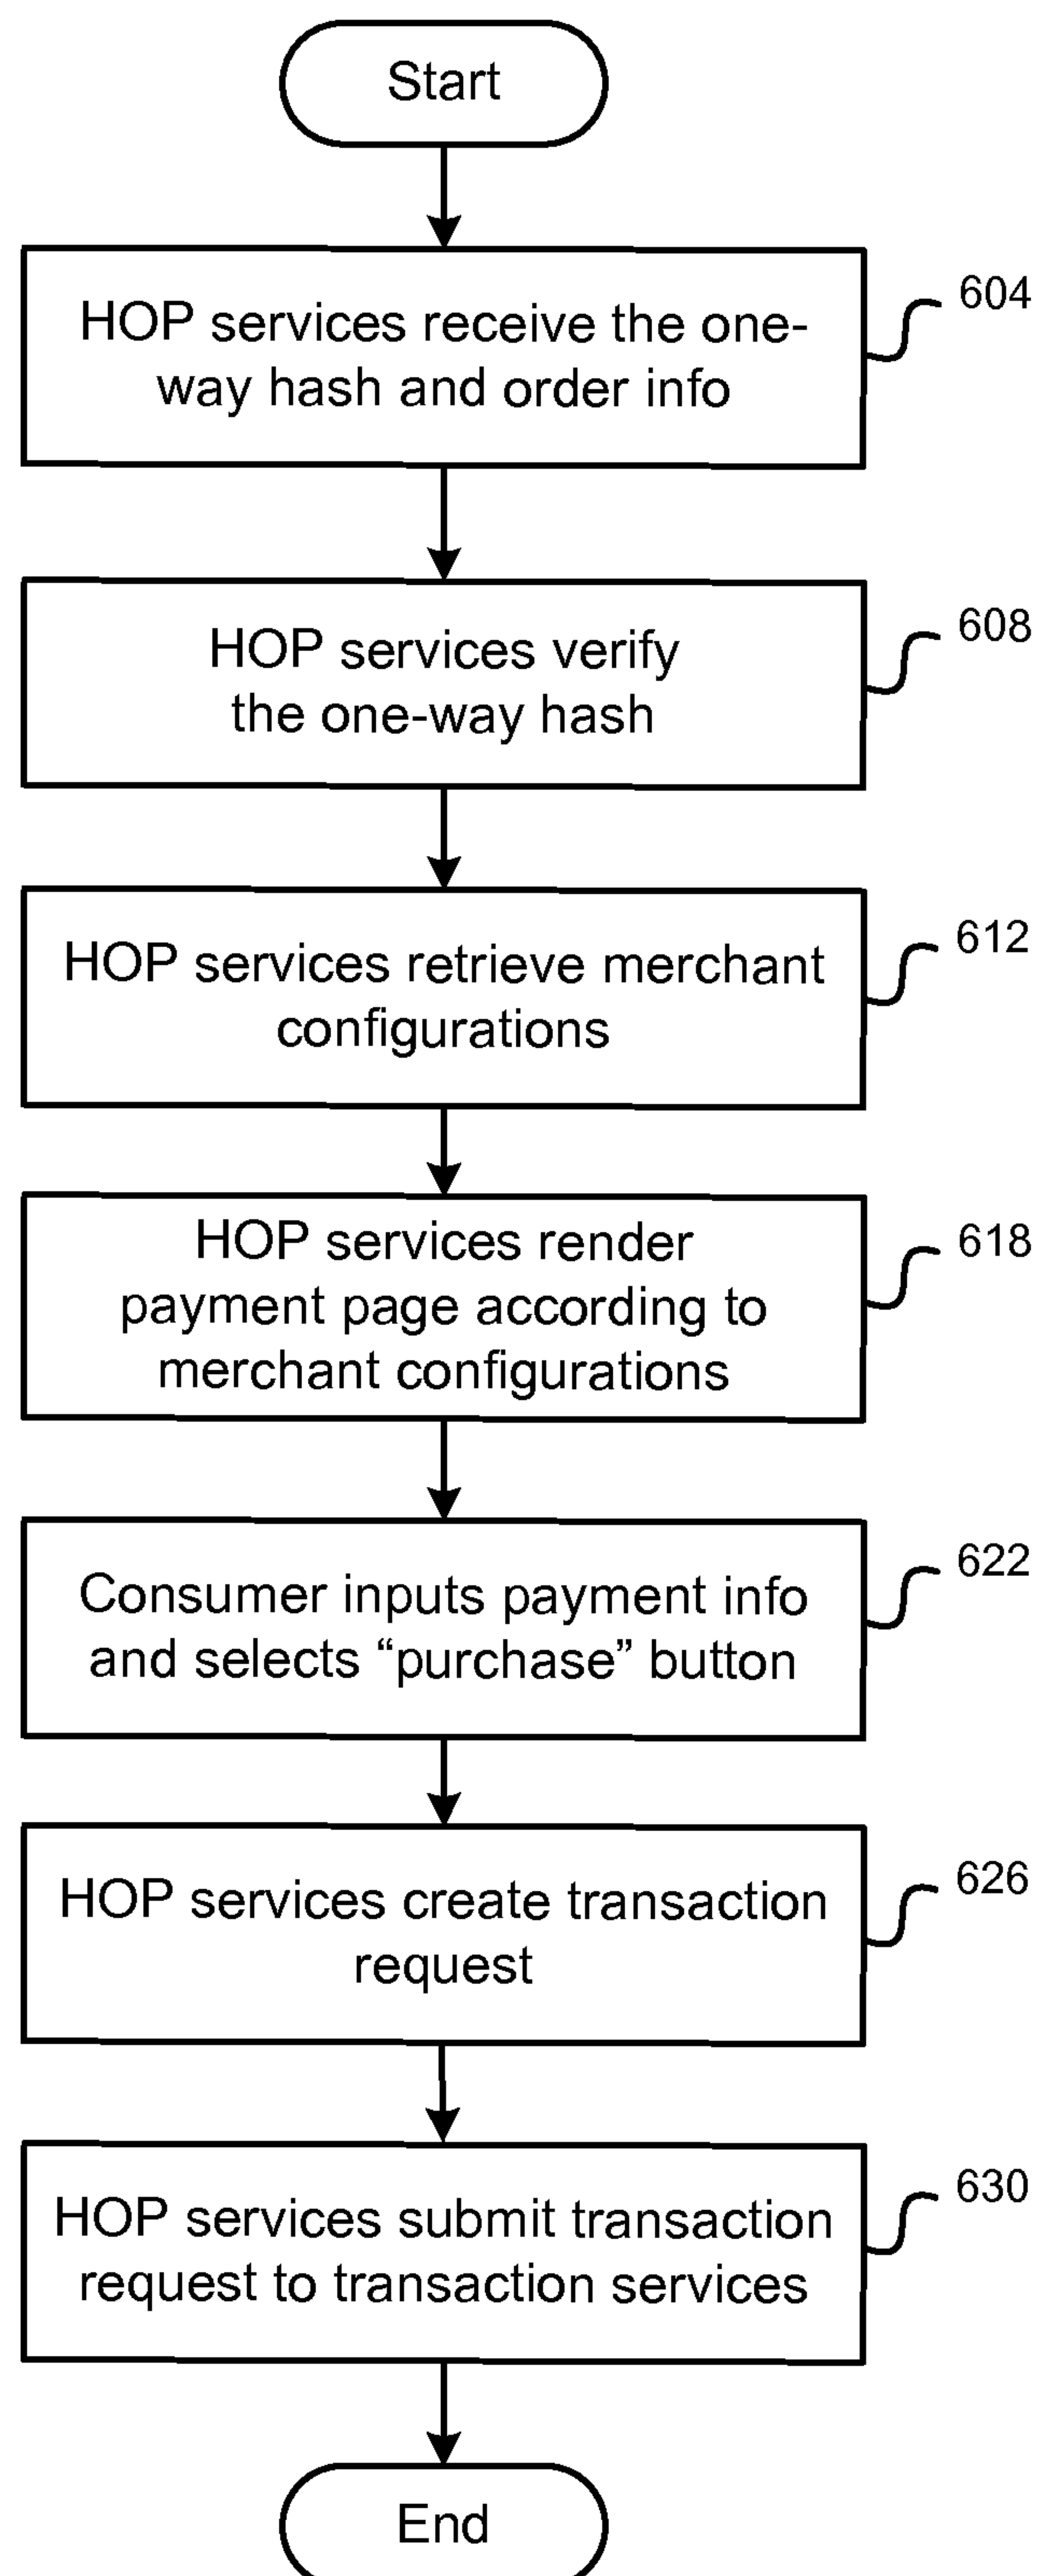 Start
HOP services receive the one-
way hash and order info
604
HOP services verify
the one-way hash
608
HOP services retrieve merchant
configurations
612
HOP services render
payment page according to
merchant configurations
618
Consumer inputs payment info
and selects “purchase” button
622
HOP services create transaction
request
626
HOP services submit transaction
request to transaction services
630
End